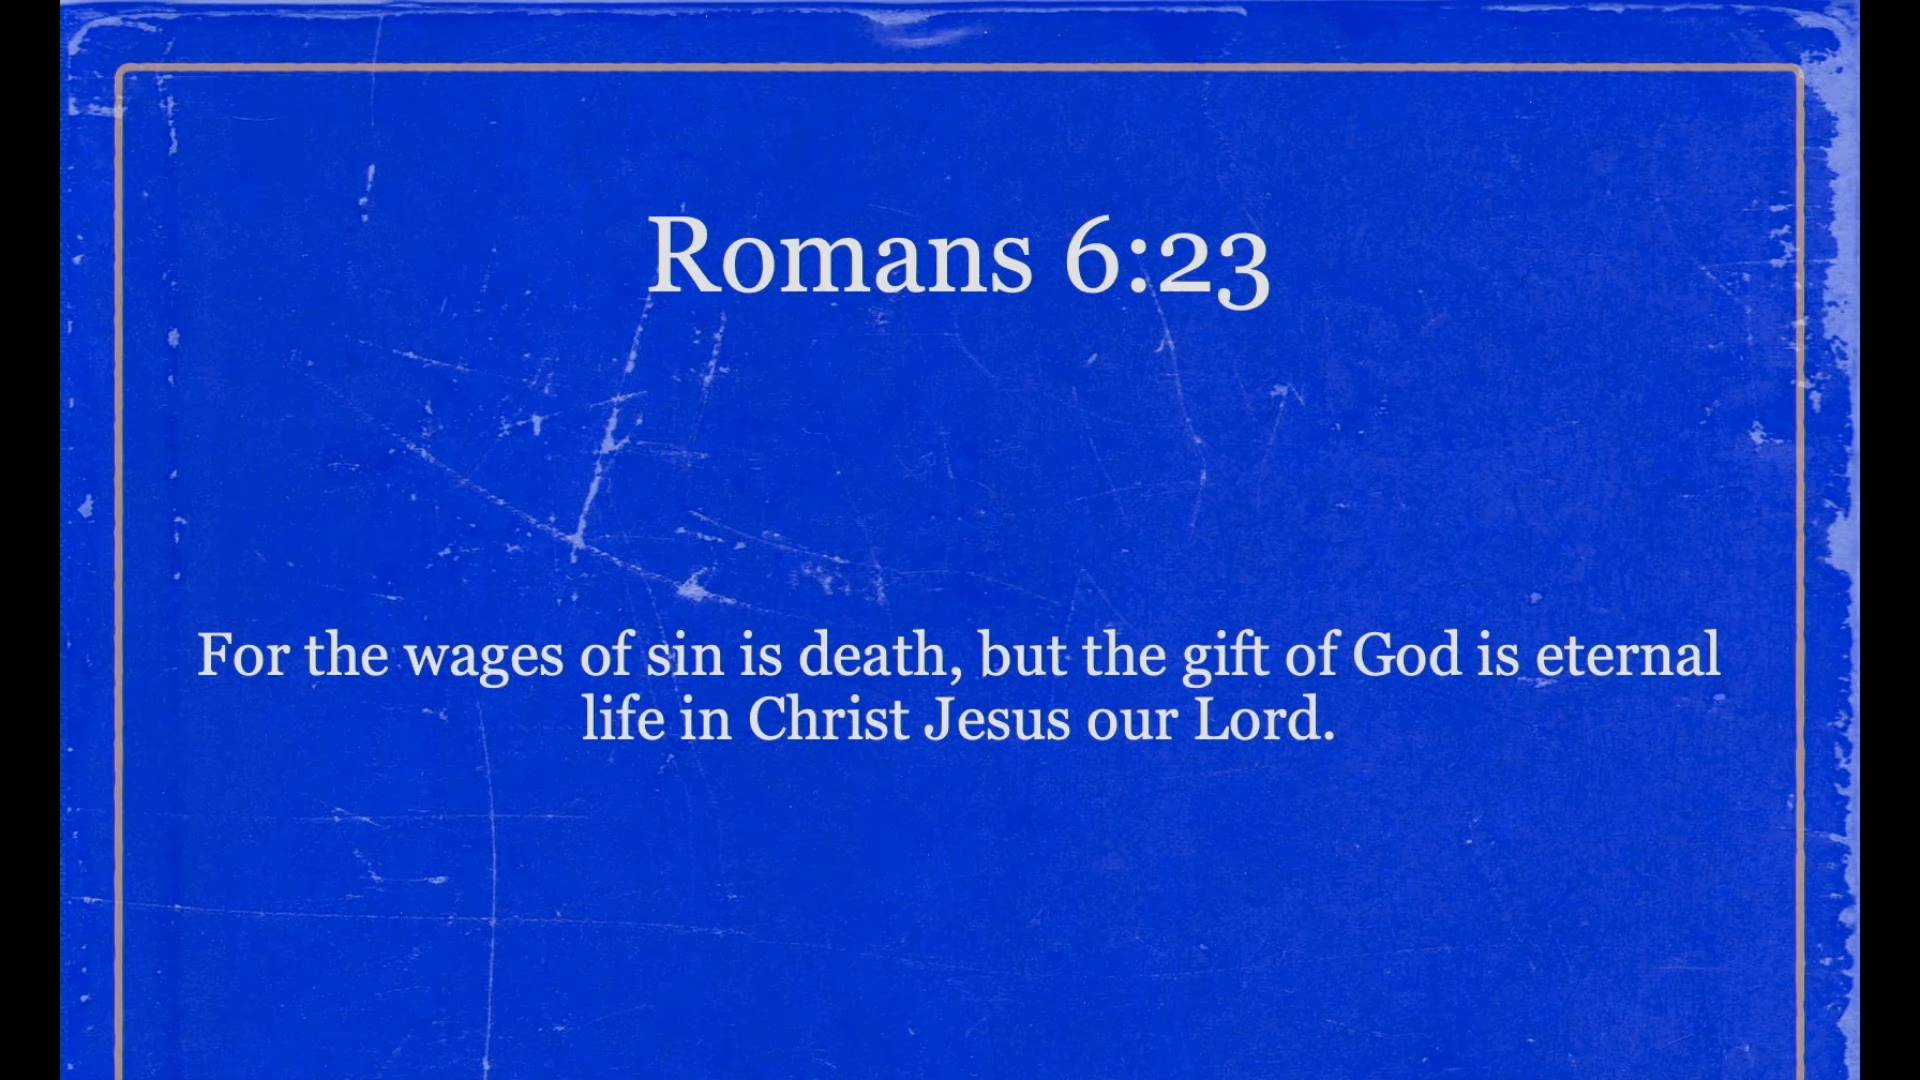 Romans 6:23
For the wages of sin is death, but the gift of God is eternal
life in Christ Jesus our Lord.